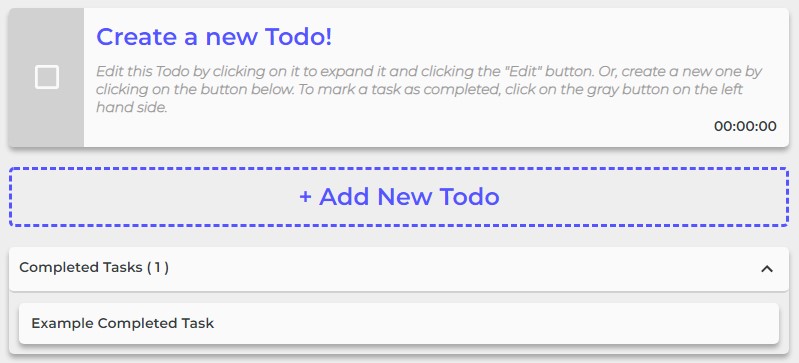 Create a new Todo!
Edit this Todo by clicking on it to expand it and clicking the "Edit" button. Or, create a new one by
clicking on the button below. To mark a task as completed, click on the gray button on the left
hand side.
00:00:00
+ Add New Todo
Completed Tasks ( 1 )
Example Completed Task